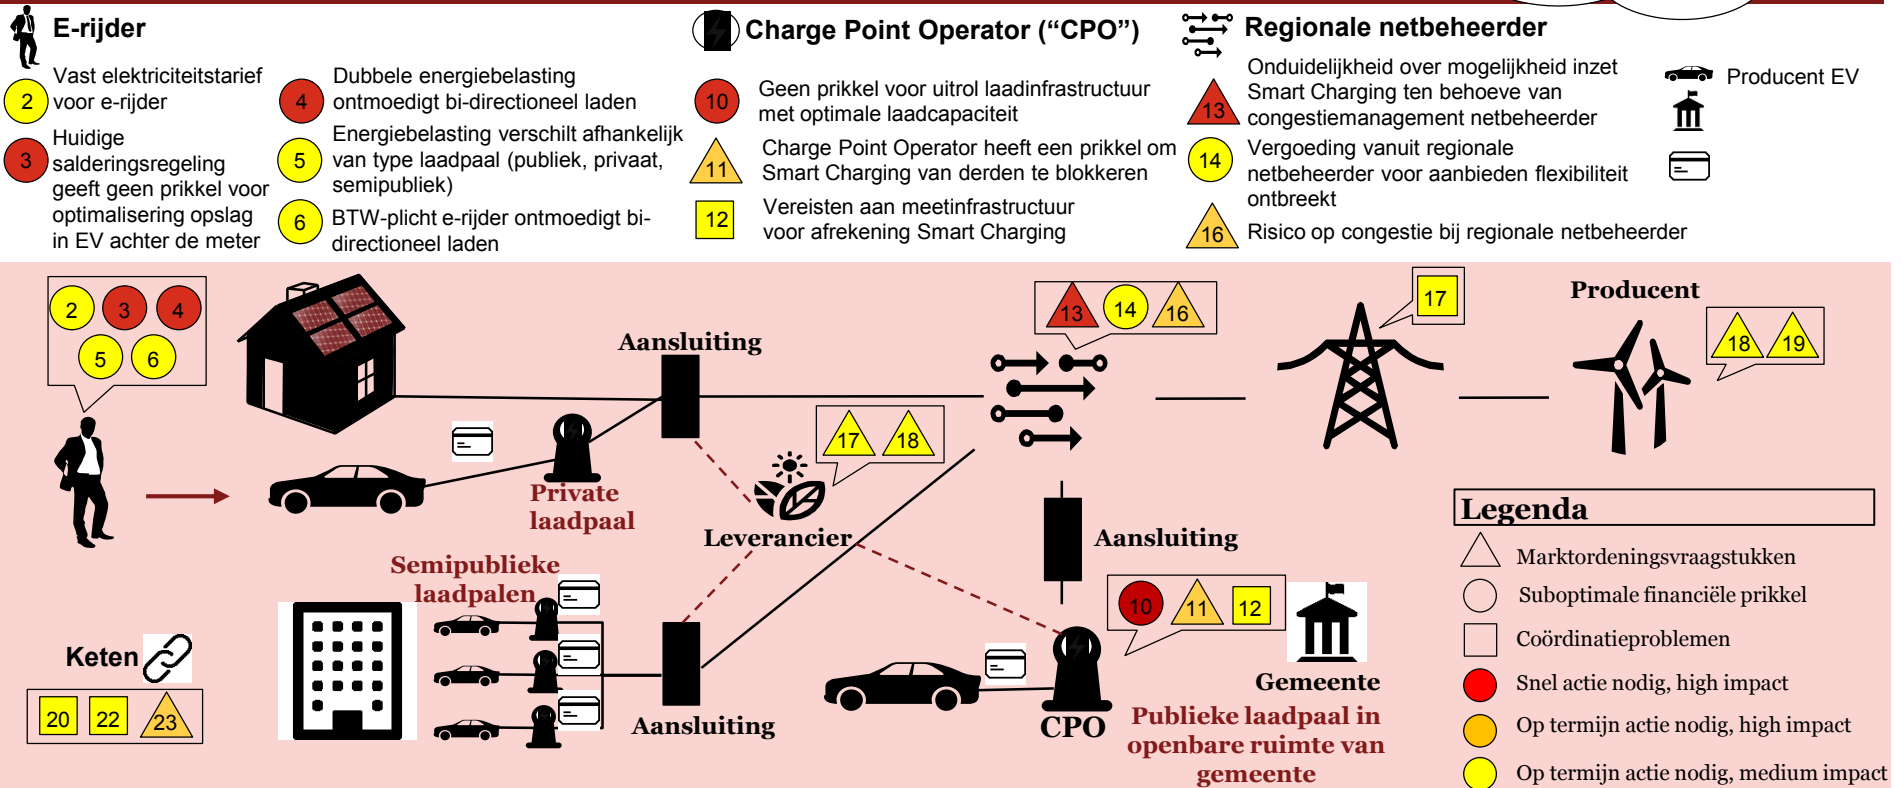 E-rijder
2
Vast elektriciteitstarief
voor e-rijder
3
Huidige
salderingsregeling
geeft geen prikkel voor
optimalisering opslag
in EV achter de meter
4
Dubbele energiebelasting
ontmoedigt bi-directioneel laden
5
Energiebelasting verschilt afhankelijk
van type laadpaal (publiek, privaat,
semipubliek)
6
BTW-plicht e-rijder ontmoedigt bi-
directioneel laden
Charge Point Operator (“CPO”)
10
Geen prikkel voor uitrol laadinfrastructuur
met optimale laadcapaciteit
11
Charge Point Operator heeft een prikkel om
Smart Charging van derden te blokkeren
12
Vereisten aan meetinfrastructuur
voor afrekening Smart Charging
Regionale netbeheerder
13
Onduidelijkheid over mogelijkheid inzet
Smart Charging ten behoeve van
congestiemanagement netbeheerder
14
Vergoeding vanuit regionale
netbeheerder voor aanbieden flexibiliteit
ontbreekt
16
Risico op congestie bij regionale netbeheerder
Producent EV
2 3 4
5 6
Aansluiting
13 14 16
17
Producent
18 19
17 18
Private
laadpaal
Leverancier
Semipublieke
laadpalen
Aansluiting
Aansluiting
10 11 12
Gemeente
CPO
Publieke laadpaal in
openbare ruimte van
gemeente
Keten
20 22 23
Legenda
Marktordeningsvraagstukken
Suboptimale financiële prikkel
Coördinatieproblemen
Snel actie nodig, high impact
Op termijn actie nodig, high impact
Op termijn actie nodig, medium impact